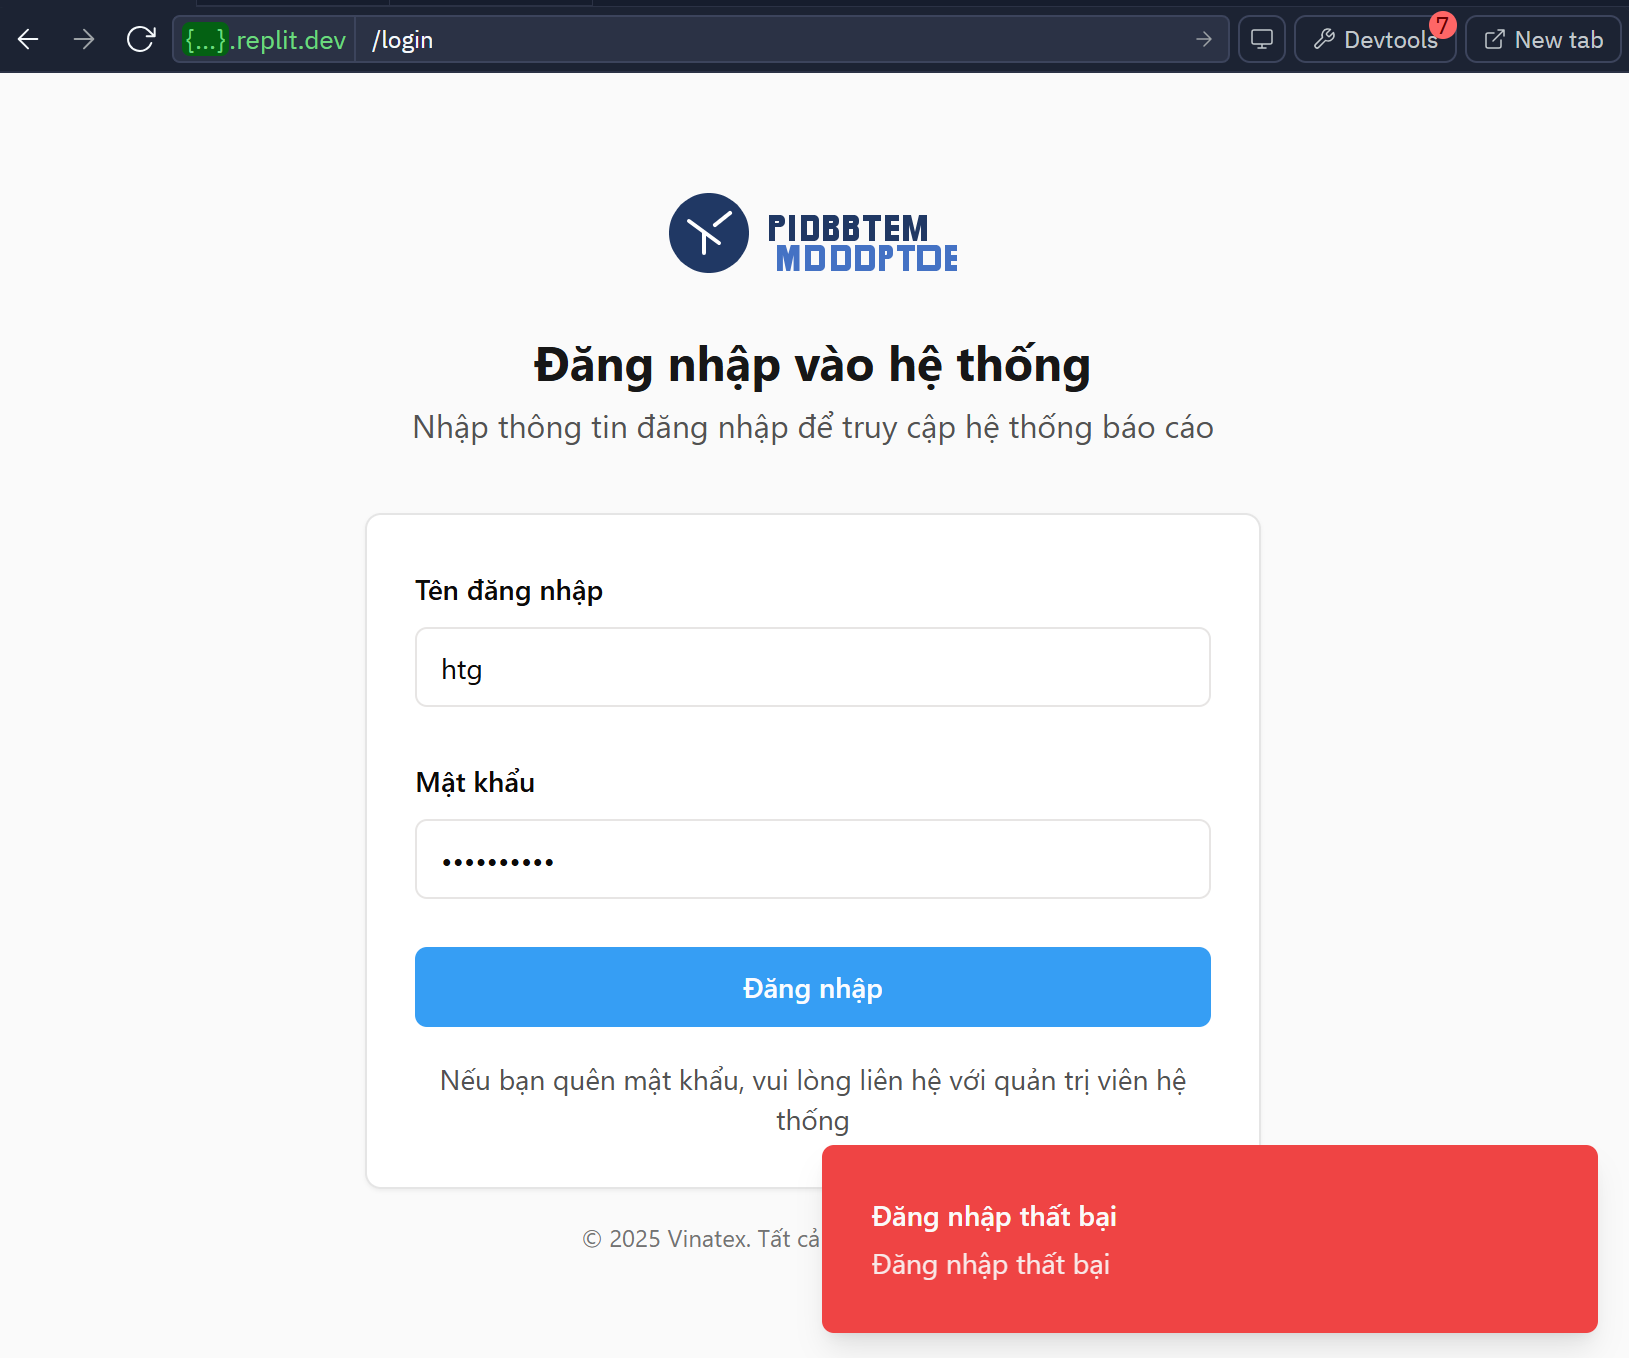 {...}.replit.dev /login Devtools 7 New tab
PIDBBTEM
MDDDPTDE
Đăng nhập vào hệ thống
Nhập thông tin đăng nhập để truy cập hệ thống báo cáo
Tên đăng nhập
htg
Mật khẩu
••••••••••
Đăng nhập
Nếu bạn quên mật khẩu, vui lòng liên hệ với quản trị viên hệ
thống
© 2025 Vinatex. Tất cả
Đăng nhập thất bại
Đăng nhập thất bại